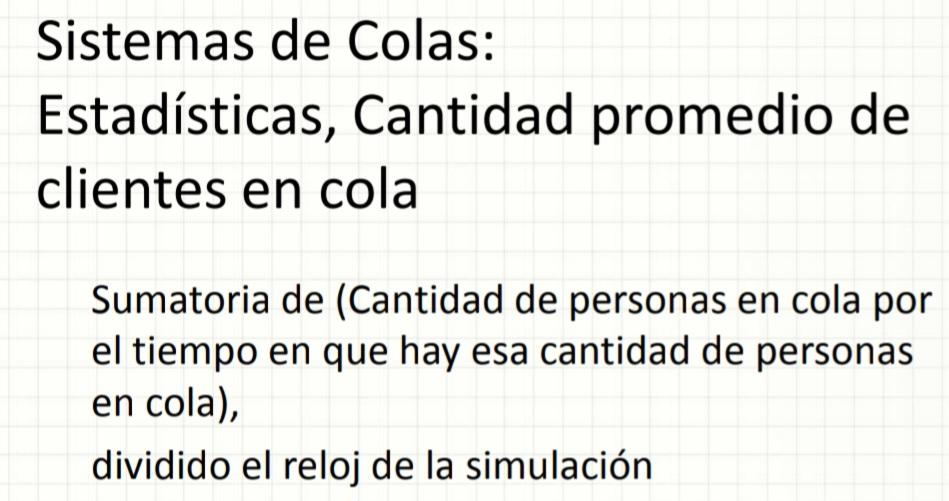 Sistemas de Colas:
Estadísticas, Cantidad promedio de
clientes en cola
Sumatoria de (Cantidad de personas en cola por
el tiempo en que hay esa cantidad de personas
en cola),
dividido el reloj de la simulación